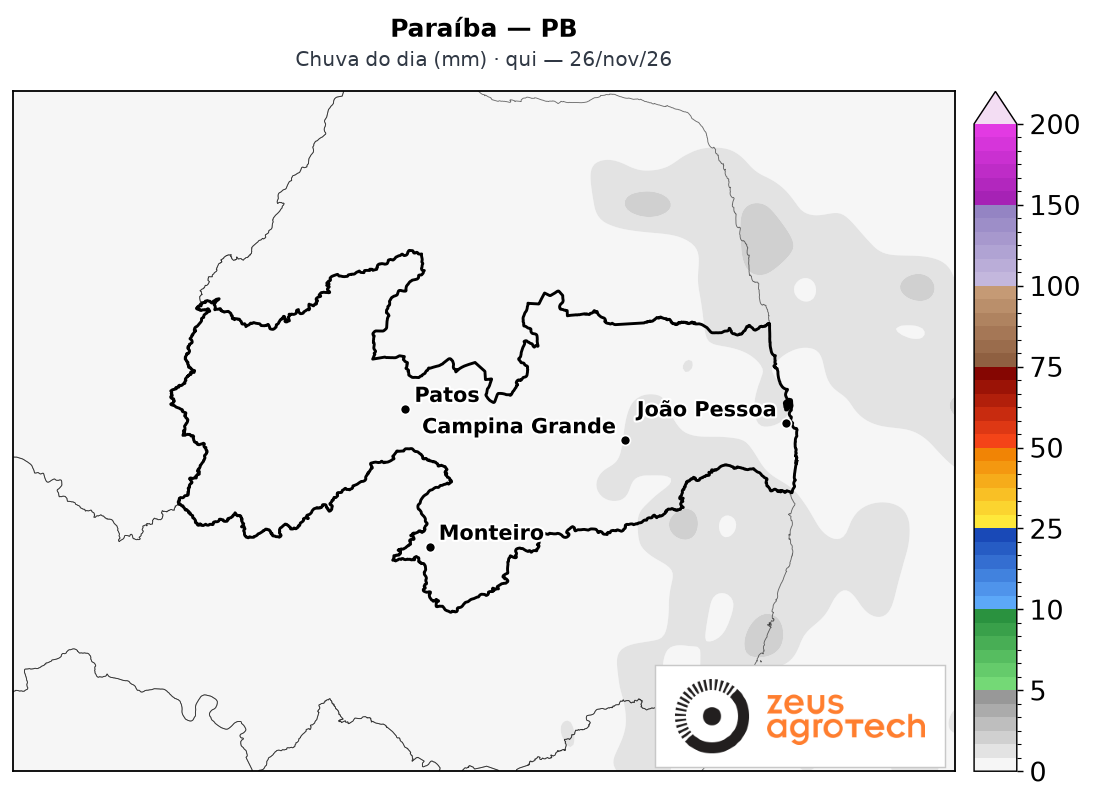 Paraíba — PB
Chuva do dia (mm) · qui — 26/nov/26
200
150
100
75
50
25
10
5
0
Patos
João Pessoa
Campina Grande
Monteiro
zeus
agrotech